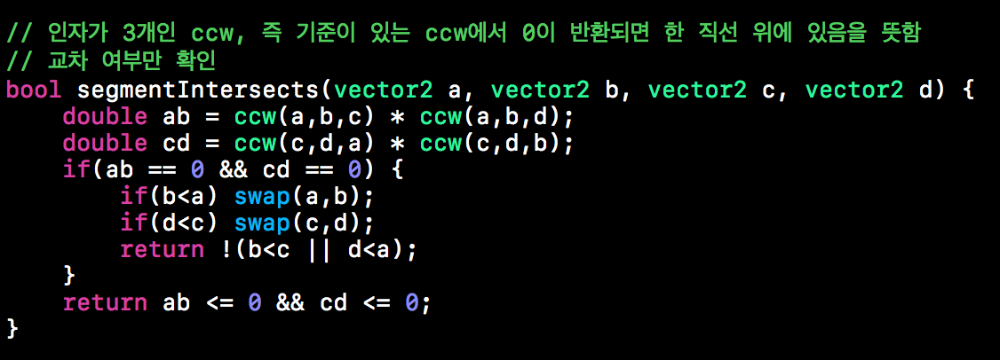 // 인자가 3개인 ccw, 즉 기준이 있는 ccw에서 0이 반환되면 한 직선 위에 있음을 뜻함
// 교차 여부만 확인
bool segmentIntersects(vector2 a, vector2 b, vector2 c, vector2 d) {
    double ab = ccw(a,b,c) * ccw(a,b,d);
    double cd = ccw(c,d,a) * ccw(c,d,b);
    if(ab == 0 && cd == 0) {
        if(b<a) swap(a,b);
        if(d<c) swap(c,d);
        return !(b<c || d<a);
    }
    return ab <= 0 && cd <= 0;
}